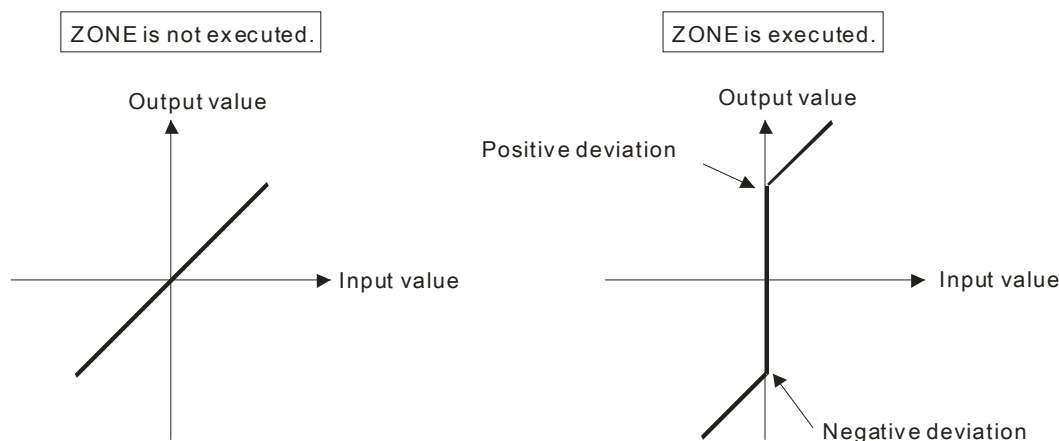 ZONE is not executed.
ZONE is executed.
Output value
Output value
Positive deviation
Input value
Input value
Negative deviation